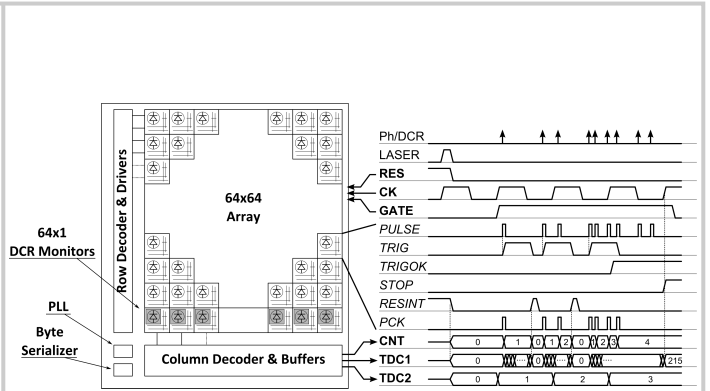 Row Decoder & Drivers
64x64
Array
64x1
DCR Monitors
PLL
Byte
Serializer
Column Decoder & Buffers
Ph/DCR
LASER
RES
CK
GATE
PULSE
TRIG
TRIGOK
STOP
RESINT
PCK
CNT 0 1 0 1 2 0 1 2 3 4
TDC1 0 0 0 215
TDC2 0 1 2 3